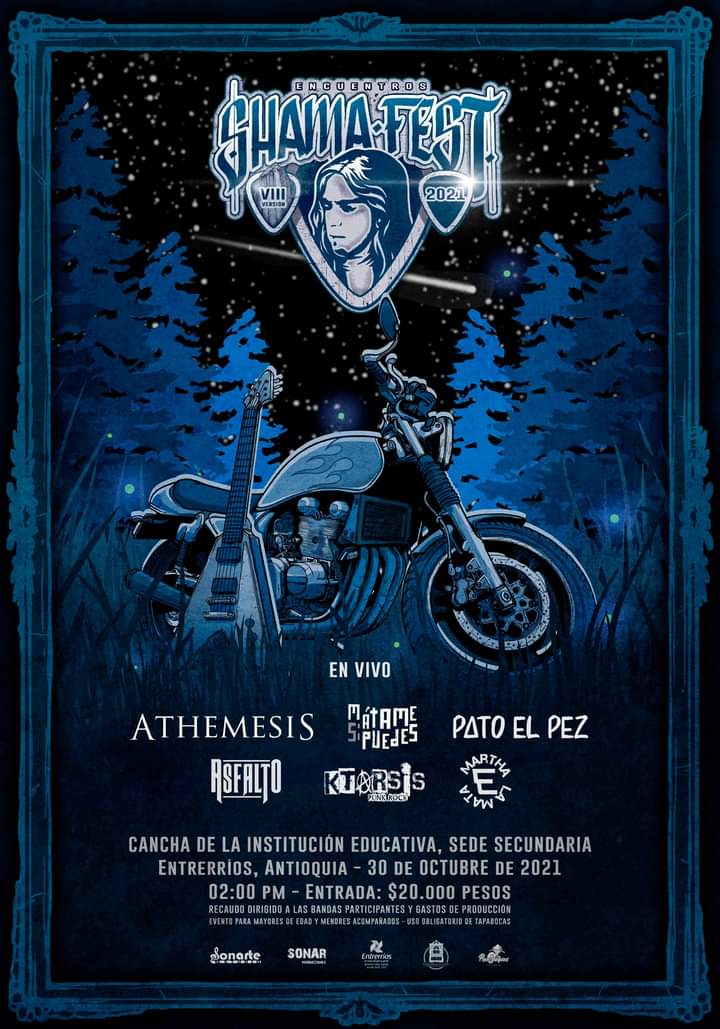 ENCUENTROS
SHAMA·FEST
VIII
VERSIÓN
2021
EN VIVO
ATHEMESIS
MÁTAME
Si PUEDES
PATO EL PEZ
ASFALTO
KTARSIS
PUNK ROCK
MARTHA LA MATA
E
CANCHA DE LA INSTITUCIÓN EDUCATIVA, SEDE SECUNDARIA
ENTRERRÍOS, ANTIOQUIA - 30 DE OCTUBRE DE 2021
02:00 PM - ENTRADA: $20.000 PESOS
RECAUDO DIRIGIDO A LAS BANDAS PARTICIPANTES Y GASTOS DE PRODUCCIÓN
EVENTO PARA MAYORES DE EDAD Y MENORES ACOMPAÑADOS - USO OBLIGATORIO DE TAPABOCAS
Sonarte
SONAR
PRODUCCIONES
Entrerríos